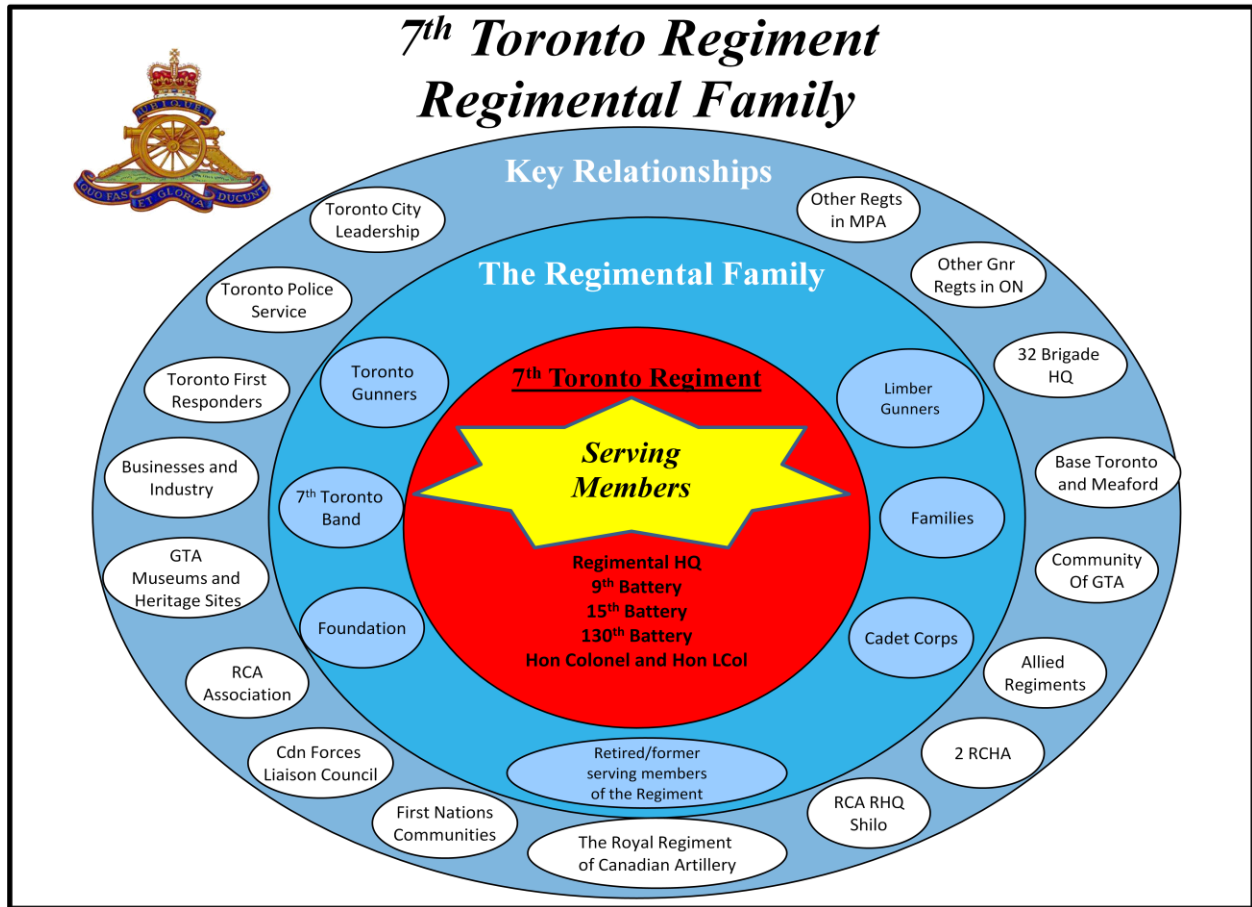 7th Toronto Regiment
Regimental Family
UBIQUE
QUO FAS
ET GLORIA
DUCUNT
Key Relationships
Toronto City
Leadership
Other Regts
in MPA
The Regimental Family
Toronto Police
Service
Other Gnr
Regts in ON
Toronto First
Responders
Toronto
Gunners
7th Toronto Regiment
Limber
Gunners
32 Brigade
HQ
Serving
Members
Businesses and
Industry
7th Toronto
Band
Families
Base Toronto
and Meaford
GTA
Museums and
Heritage Sites
Regimental HQ
9th Battery
15th Battery
130th Battery
Hon Colonel and Hon LCol
Community
Of GTA
Foundation
Cadet Corps
RCA
Association
Allied
Regiments
Cdn Forces
Liaison Council
Retired/former
serving members
of the Regiment
2 RCHA
First Nations
Communities
The Royal Regiment
of Canadian Artillery
RCA RHQ
Shilo